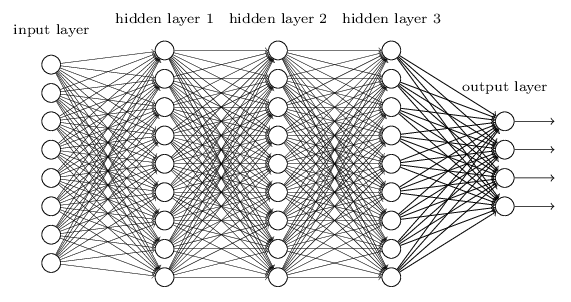 input layer
hidden layer 1
hidden layer 2
hidden layer 3
output layer